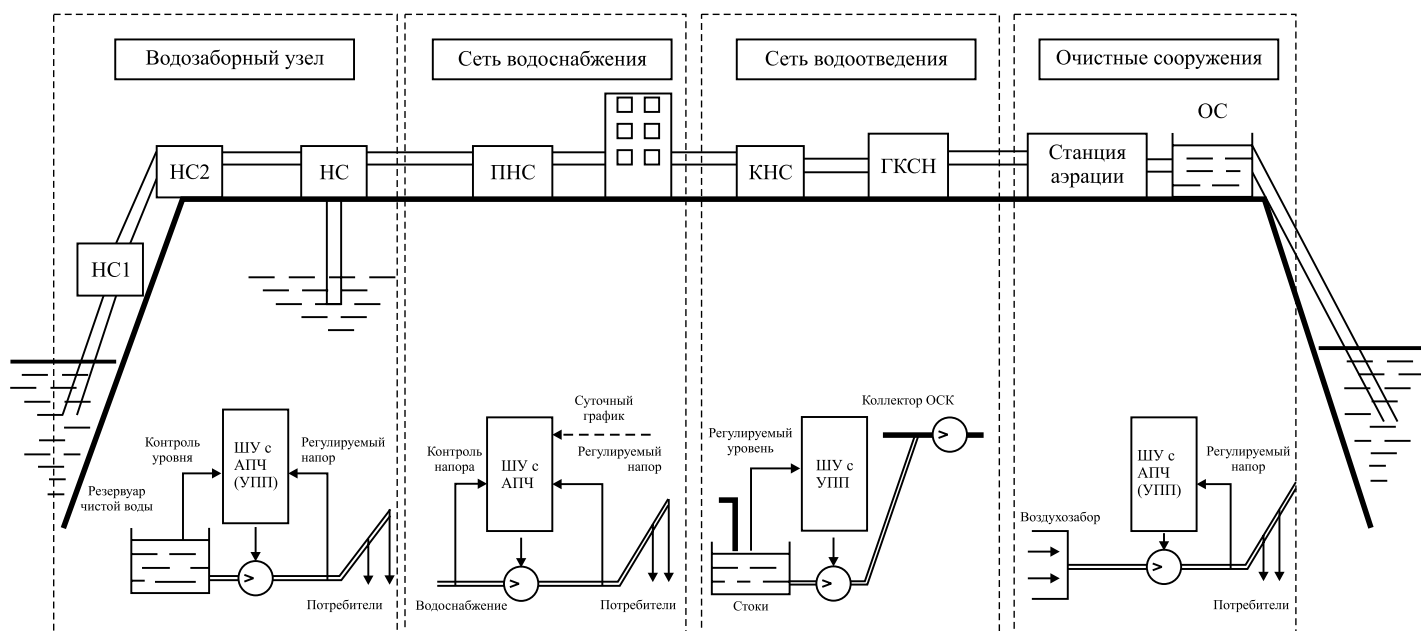 Водозаборный узел
Сеть водоснабжения
Сеть водоотведения
Очистные сооружения
ОС
НС2
НС
ПНС
КНС
ГКСН
Станция
аэрации
НС1
Контроль
уровня
ШУ с
АПЧ
(УПП)
Регулируемый
напор
Резервуар
чистой воды
>
Потребители
Суточный
график
Контроль
напора
ШУ с
АПЧ
Регулируемый
напор
>
Водоснабжение
Потребители
Коллектор ОСК
>
Регулируемый
уровень
ШУ с
УПП
>
Стоки
ШУ с
АПЧ
(УПП)
Регулируемый
напор
Воздухозабор
>
Потребители